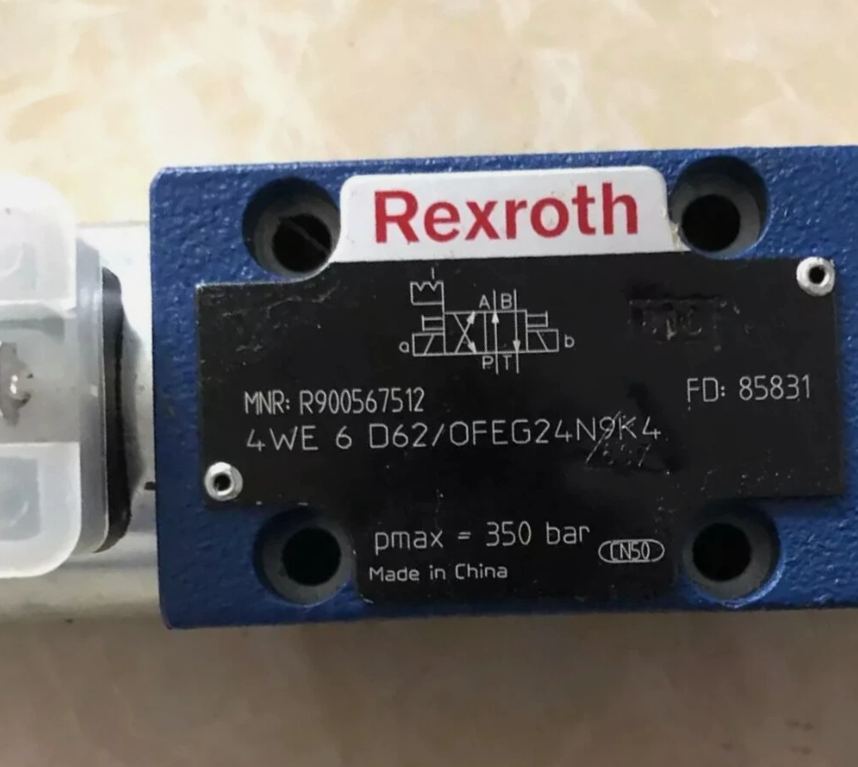 Rexroth
A B
a b
P T
MNR: R900567512
FD: 85831
4WE 6 D62/OFEG24N9K4
pmax = 350 bar
CN50
Made in China